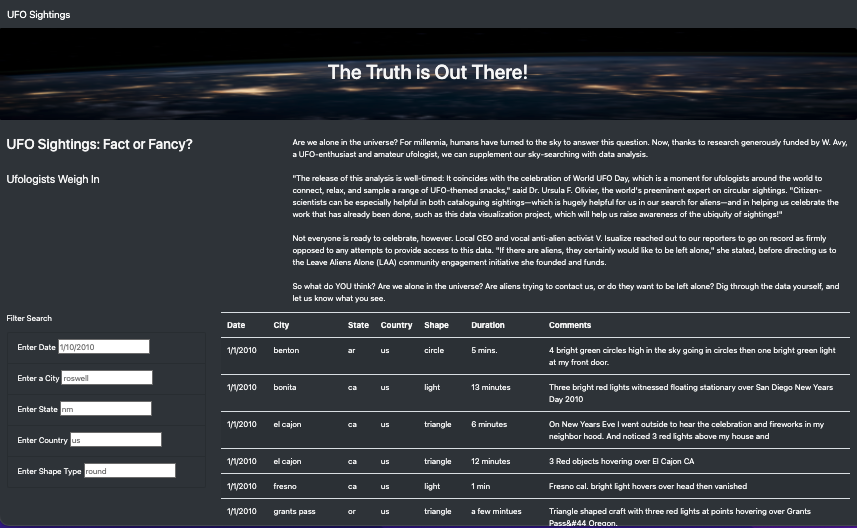 UFO Sightings
The Truth is Out There!
UFO Sightings: Fact or Fancy?
Ufologists Weigh In
Are we alone in the universe? For millennia, humans have turned to the sky to answer this question. Now, thanks to research generously funded by W. Avy,
a UFO-enthusiast and amateur ufologist, we can supplement our sky-searching with data analysis.
"The release of this analysis is well-timed: It coincides with the celebration of World UFO Day, which is a moment for ufologists around the world to
connect, relax, and sample a range of UFO-themed snacks," said Dr. Ursula F. Olivier, the world's preeminent expert on circular sightings. "Citizen-
scientists can be especially helpful in both cataloguing sightings—which is hugely helpful for us in our search for aliens—and in helping us celebrate the
work that has already been done, such as this data visualization project, which will help us raise awareness of the ubiquity of sightings!"
Not everyone is ready to celebrate, however. Local CEO and vocal anti-alien activist V. Isualize reached out to our reporters to go on record as firmly
opposed to any attempts to provide access to this data. "If there are aliens, they certainly would like to be left alone," she stated, before directing us to
the Leave Aliens Alone (LAA) community engagement initiative she founded and funds.
So what do YOU think? Are we alone in the universe? Are aliens trying to contact us, or do they want to be left alone? Dig through the data yourself, and
let us know what you see.
Filter Search
Enter Date 1/10/2010
Enter a City roswell
Enter State nm
Enter Country us
Enter Shape Type round
Date City State Country Shape Duration Comments
1/1/2010 benton ar us circle 5 mins. 4 bright green circles high in the sky going in circles then one bright green light
at my front door.
1/1/2010 bonita ca us light 13 minutes Three bright red lights witnessed floating stationary over San Diego New Years
Day 2010
1/1/2010 el cajon ca us triangle 6 minutes On New Years Eve I went outside to hear the celebration and fireworks in my
neighbor hood. And noticed 3 red lights above my house and
1/1/2010 el cajon ca us triangle 12 minutes 3 Red objects hovering over El Cajon CA
1/1/2010 fresno ca us light 1 min Fresno cal. bright light hovers over head then vanished
1/1/2010 grants pass or us triangle a few mintues Triangle shaped craft with three red lights at points hovering over Grants
Pass&#44 Oregon.